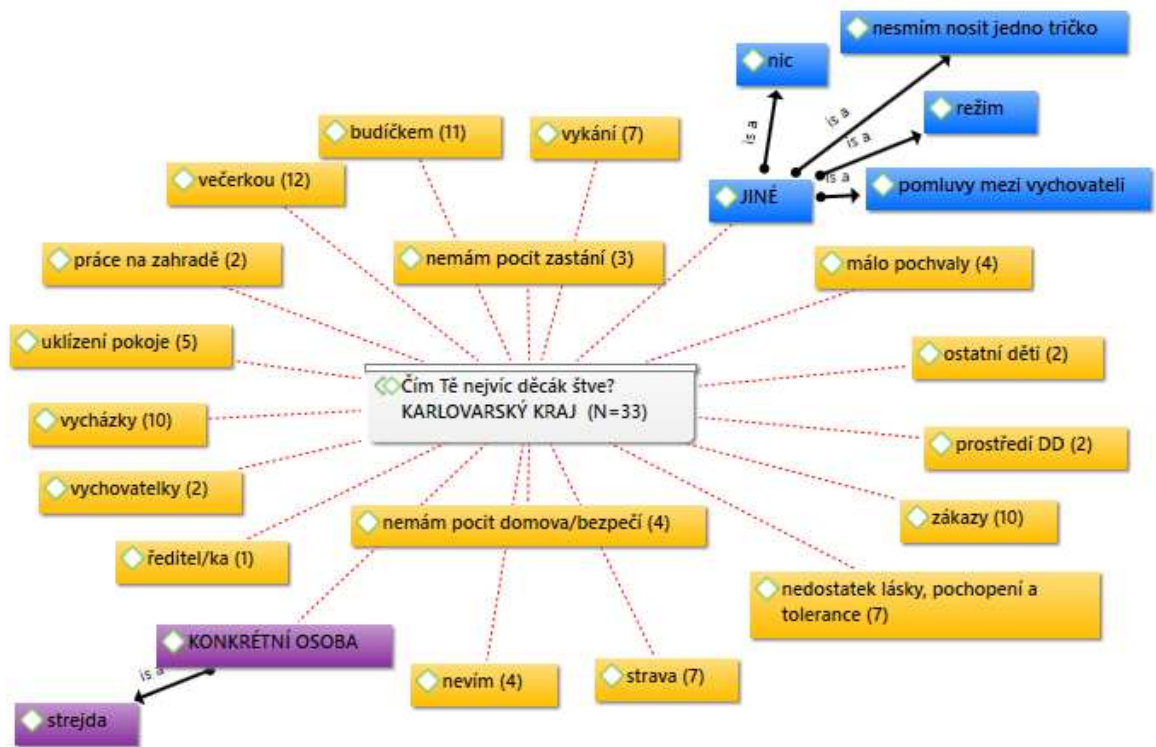 nesmím nosit jedno tričko
nic
is a
is a
režim
is a
budíčkem (11)
vykání (7)
večerkou (12)
is a
pomluvy mezi vychovateli
JINÉ
práce na zahradě (2)
nemám pocit zastání (3)
málo pochvaly (4)
uklízení pokoje (5)
ostatní děti (2)
Čím Tě nejvíc děcák štve?
KARLOVARSKÝ KRAJ (N=33)
vycházky (10)
prostředí DD (2)
vychovatelky (2)
nemám pocit domova/bezpečí (4)
zákazy (10)
ředitel/ka (1)
nedostatek lásky, pochopení a
tolerance (7)
KONKRÉTNÍ OSOBA
is a
nevím (4)
strava (7)
strejda